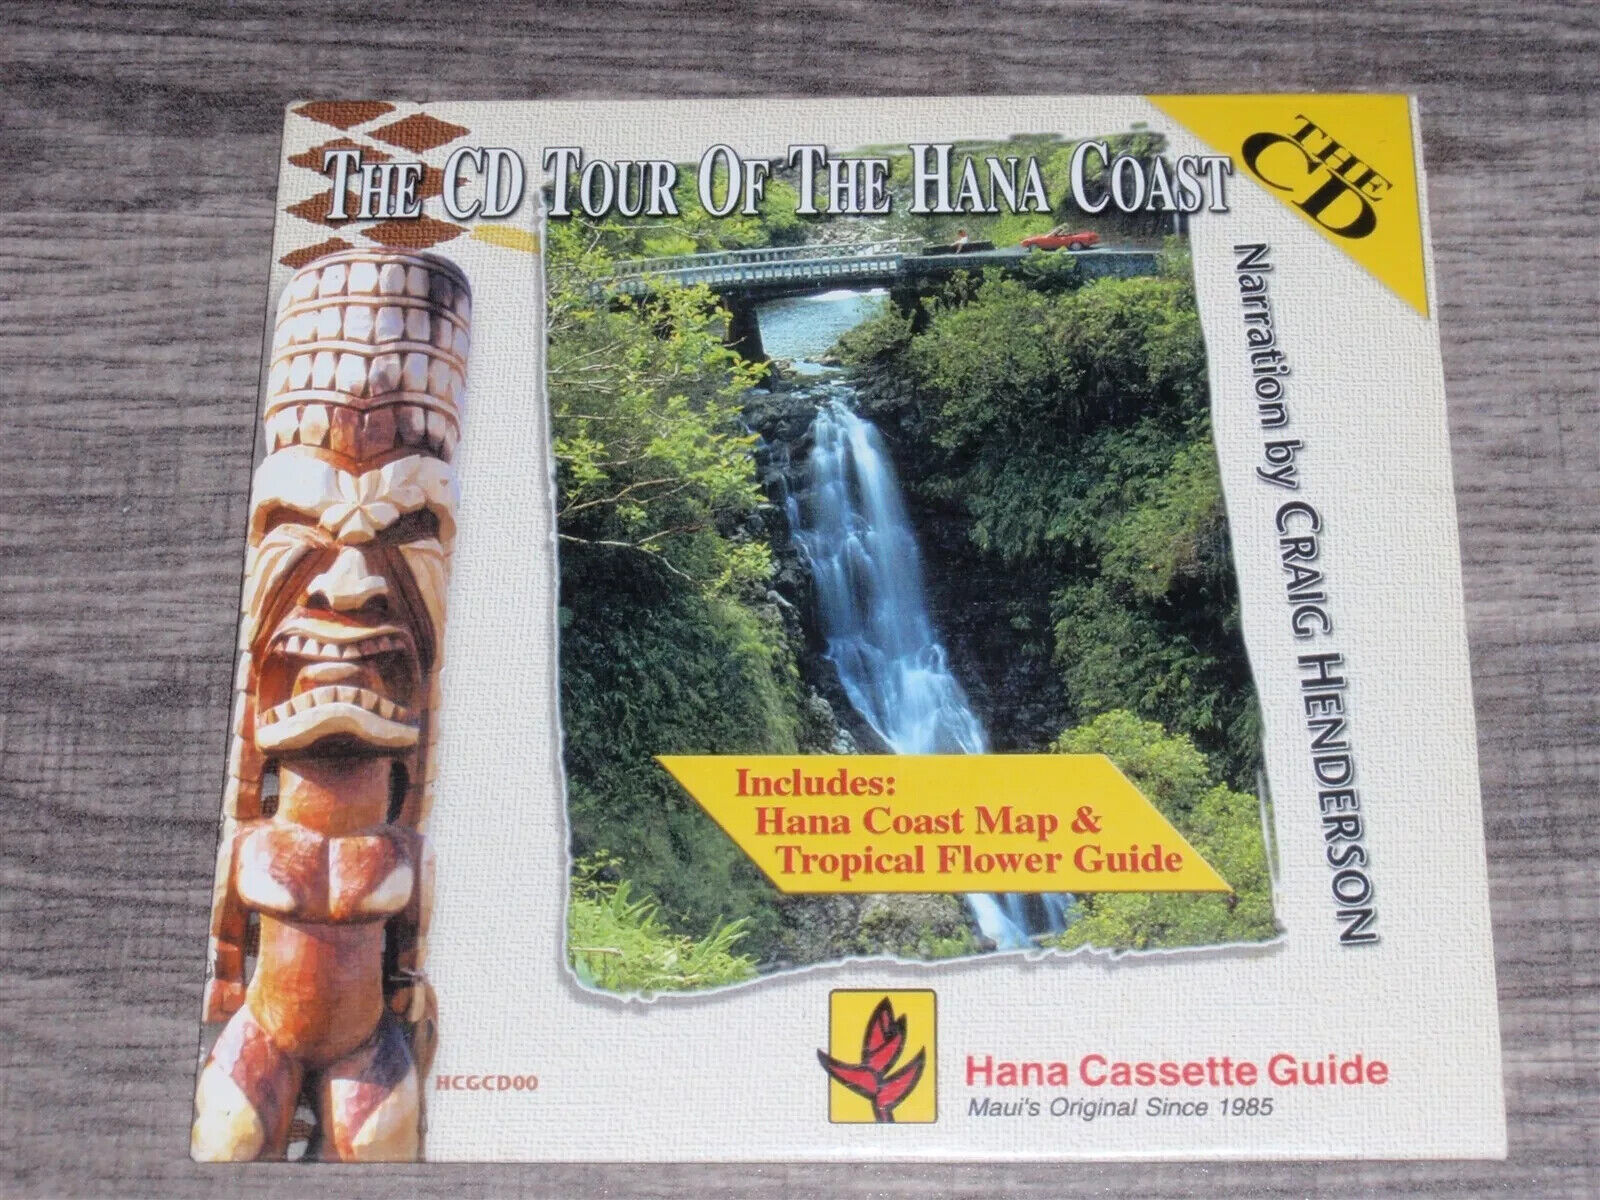 THE CD TOUR OF THE HANA COAST
THE
CD
Narration by CRAIG HENDERSON
Includes:
Hana Coast Map &
Tropical Flower Guide
HCGCD00
Hana Cassette Guide
Maui's Original Since 1985